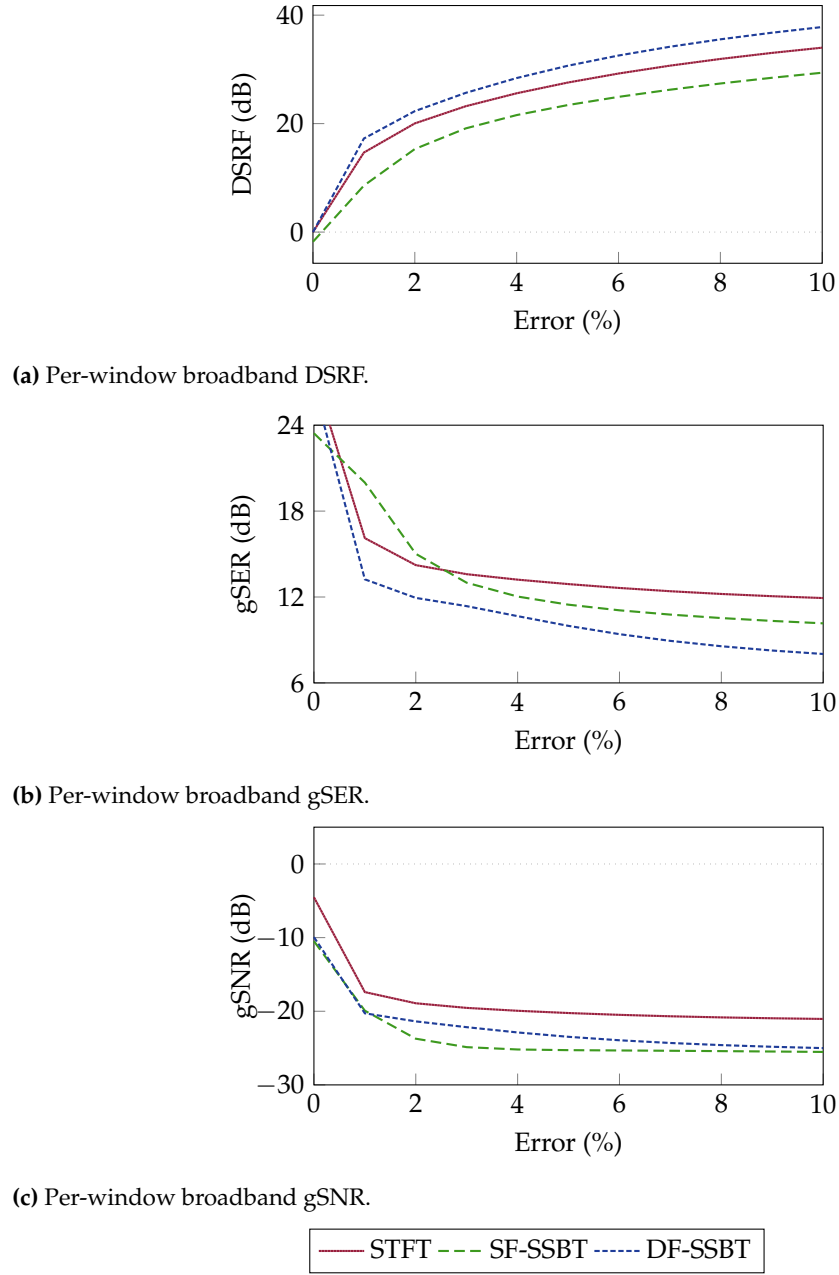 40
20
0
DSRF (dB)
0 2 4 6 8 10
Error (%)
(a) Per-window broadband DSRF.
24
18
12
6
gSER (dB)
0 2 4 6 8 10
Error (%)
(b) Per-window broadband gSER.
0
−10
−20
−30
gSNR (dB)
0 2 4 6 8 10
Error (%)
(c) Per-window broadband gSNR.
STFT SF-SSBT DF-SSBT